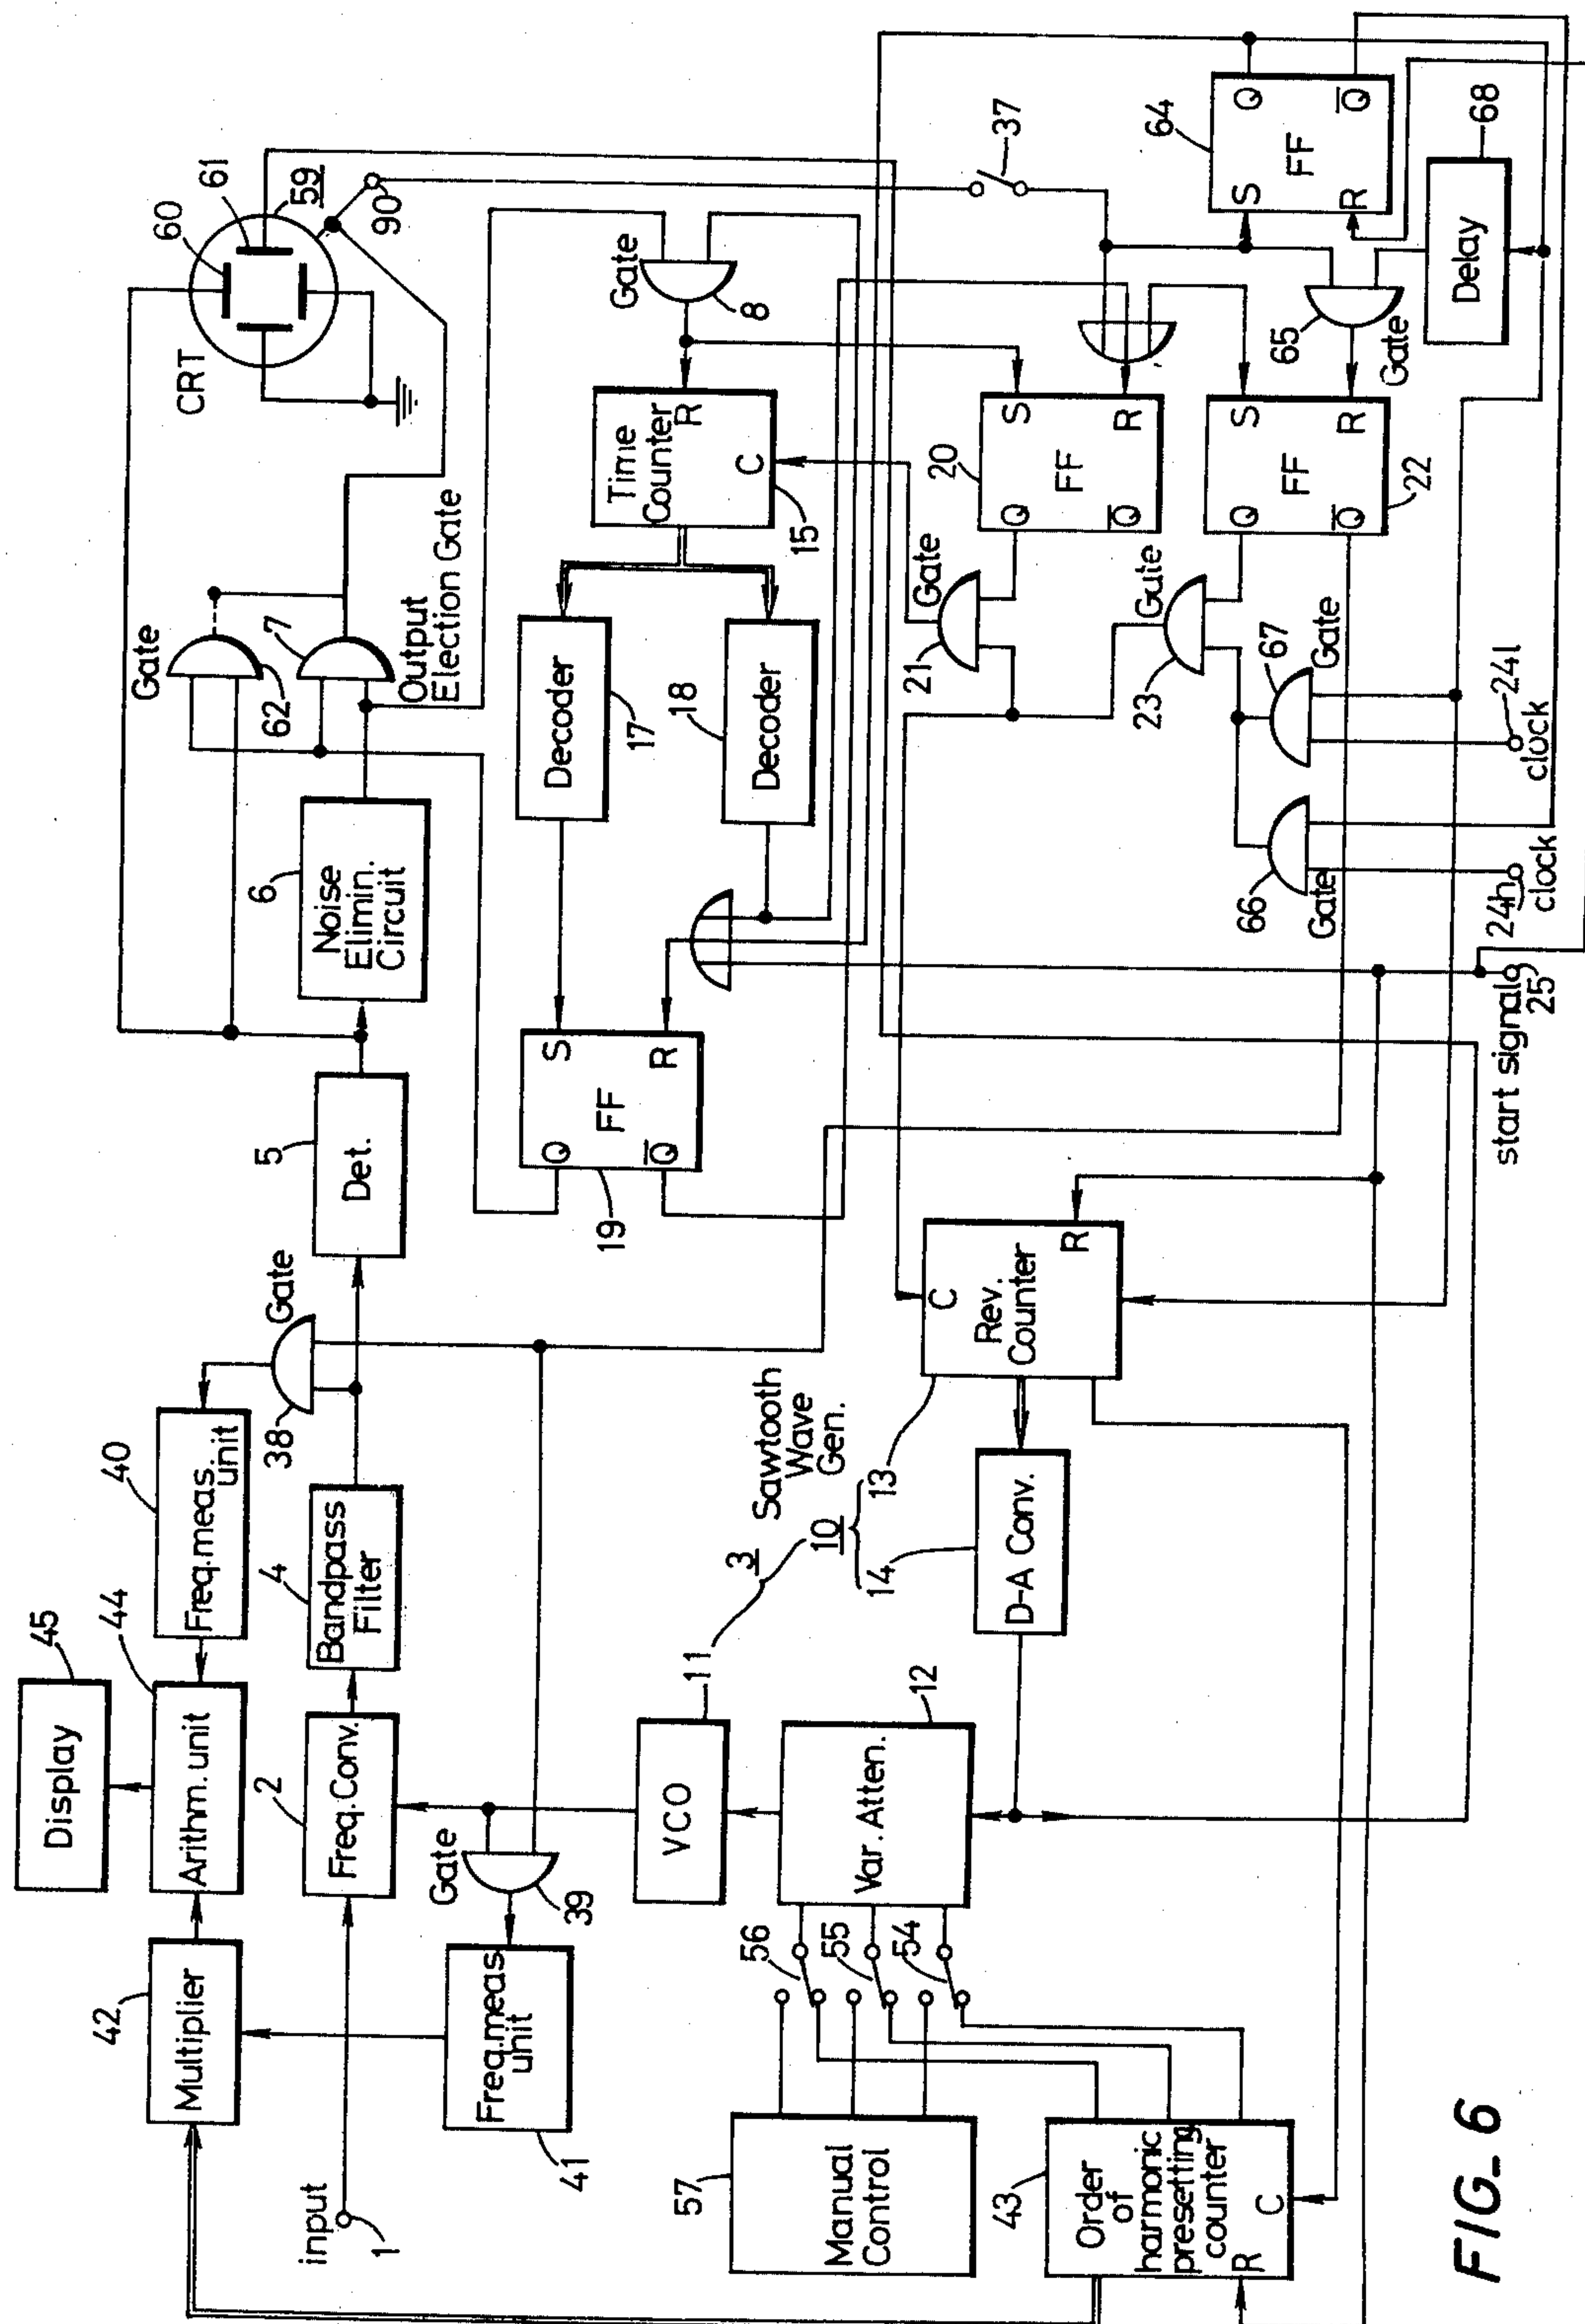 45
Display
44
Arithm. unit
40
Freq.meas.
unit
42
Multiplier
input
1
2
Freq.Conv.
4
Bandpass
Filter
38
Gate
5
Det.
6
Noise
Elimin.
Circuit
Gate
62
7
Output
Election Gate
CRT
60
61
59
90
41
Freq.meas
unit
Gate
39
11
VCO
3
10
Sawtooth
Wave
Gen.
13
14
19
S
R
FF
Q
Q
17
Decoder
18
Decoder
15
Time
Counter
R
C
Gate
8
37
57
Manual
Control
56
55
54
12
Var. Atten.
D-A Conv.
C
Rev.
Counter
R
21
Gate
20
S
R
FF
Q
Q
23
Gate
22
S
R
FF
Q
Q
65
Gate
64
S
R
FF
Q
Q
68
Delay
43
Order
of
harmonic
presetting
counter
R
C
66
Gate
67
Gate
24h
clock
24l
clock
start signal
25
FIG_ 6